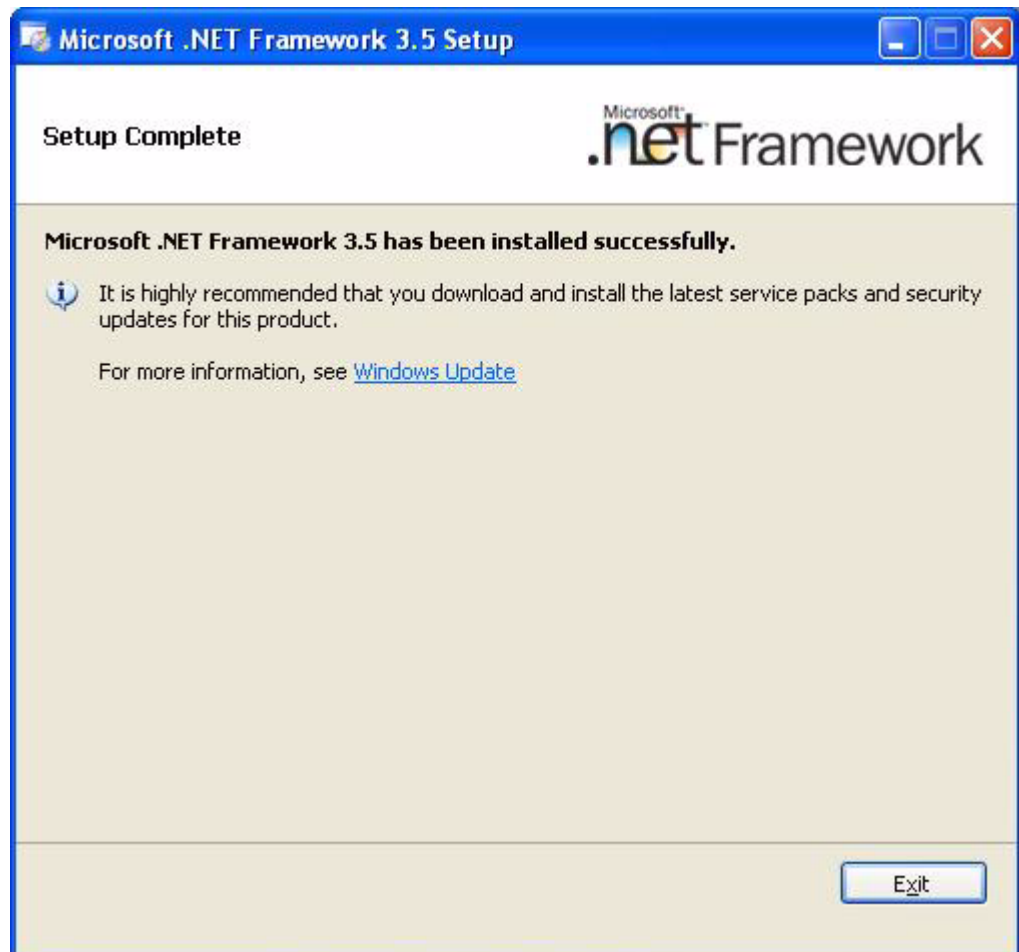 Microsoft .NET Framework 3.5 Setup
Setup Complete
Microsoft
.net Framework
Microsoft .NET Framework 3.5 has been installed successfully.
It is highly recommended that you download and install the latest service packs and security
updates for this product.
For more information, see Windows Update
Exit